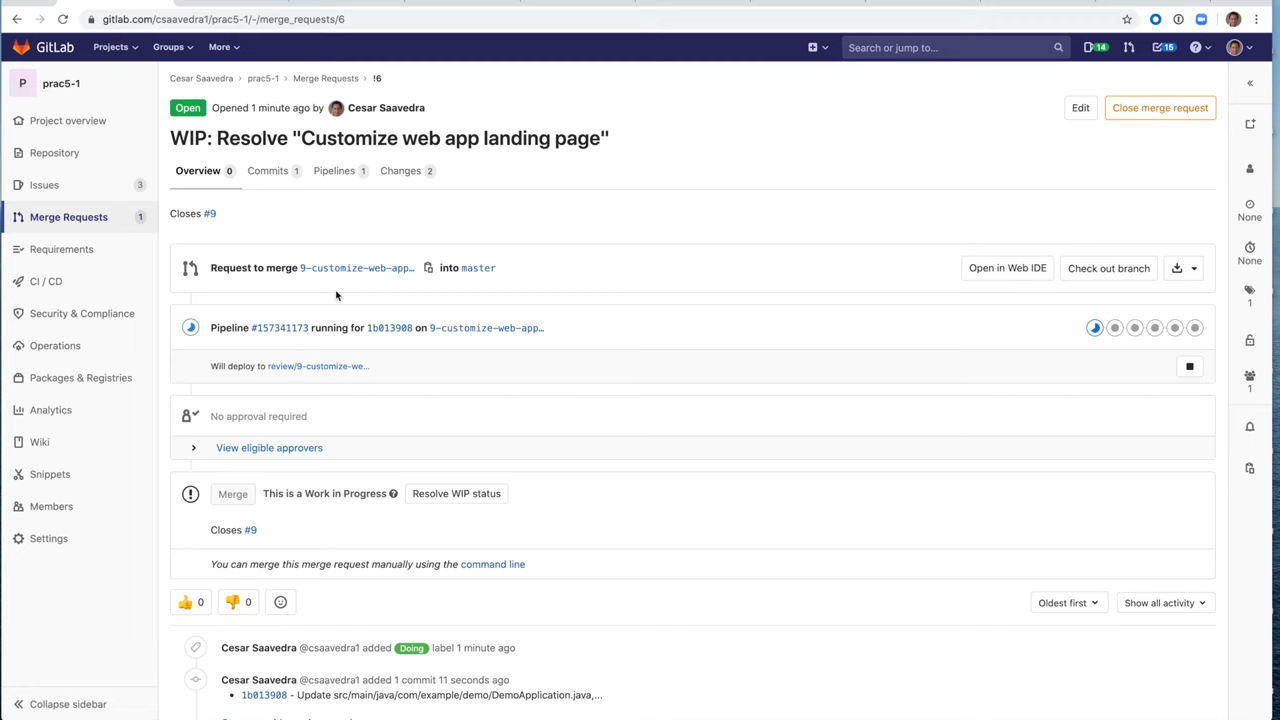 gitlab.com/csaavedra1/prac5-1/-/merge_requests/6
GitLab
Projects
Groups
More
Search or jump to...
14
15
P
prac5-1
Project overview
Repository
Issues
3
Merge Requests
1
Requirements
CI / CD
Security & Compliance
Operations
Packages & Registries
Analytics
Wiki
Snippets
Members
Settings
Collapse sidebar
Cesar Saavedra > prac5-1 > Merge Requests > !6
Open Opened 1 minute ago by Cesar Saavedra
Edit
Close merge request
WIP: Resolve "Customize web app landing page"
Overview 0
Commits 1
Pipelines 1
Changes 2
Closes #9
Request to merge 9-customize-web-app… into master
Open in Web IDE
Check out branch
Pipeline #157341173 running for 1b013908 on 9-customize-web-app…
Will deploy to review/9-customize-we...
No approval required
View eligible approvers
Merge
This is a Work in Progress
Resolve WIP status
Closes #9
You can merge this merge request manually using the command line
0
0
Oldest first
Show all activity
Cesar Saavedra @csaavedra1 added Doing label 1 minute ago
Cesar Saavedra @csaavedra1 added 1 commit 11 seconds ago
1b013908 - Update src/main/java/com/example/demo/DemoApplication.java,...
None
None
1
1